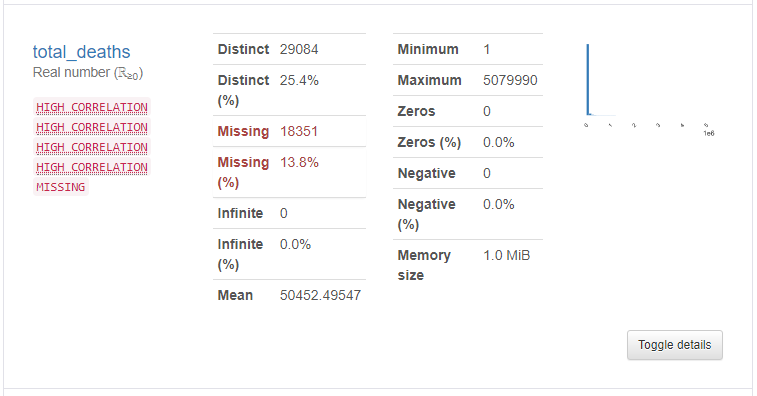 total_deaths
Real number (ℝ≥0)
HIGH CORRELATION
HIGH CORRELATION
HIGH CORRELATION
HIGH CORRELATION
MISSING
Distinct 29084
Distinct (%) 25.4%
Missing 18351
Missing (%) 13.8%
Infinite 0
Infinite (%) 0.0%
Mean 50452.49547
Minimum 1
Maximum 5079990
Zeros 0
Zeros (%) 0.0%
Negative 0
Negative (%) 0.0%
Memory size 1.0 MiB
0 1 2 3 4 5
1e6
Toggle details